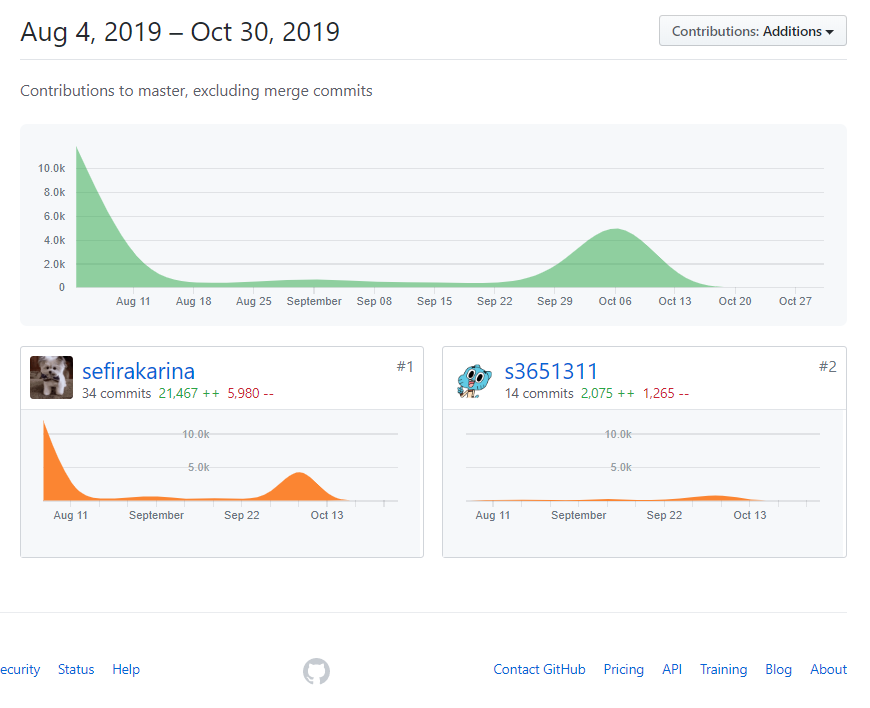 Aug 4, 2019 – Oct 30, 2019
Contributions: Additions
Contributions to master, excluding merge commits
10.0k
8.0k
6.0k
4.0k
2.0k
0
Aug 11 Aug 18 Aug 25 September Sep 08 Sep 15 Sep 22 Sep 29 Oct 06 Oct 13 Oct 20 Oct 27
sefirakarina #1
34 commits 21,467 ++ 5,980 --
10.0k
5.0k
Aug 11 September Sep 22 Oct 13
s3651311 #2
14 commits 2,075 ++ 1,265 --
10.0k
5.0k
Aug 11 September Sep 22 Oct 13
ecurity Status Help Contact GitHub Pricing API Training Blog About